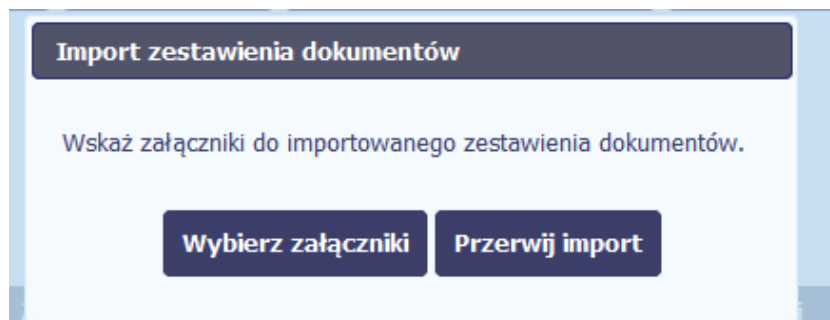 Import zestawienia dokumentów
Wskaż załączniki do importowanego zestawienia dokumentów.
Wybierz załączniki Przerwij import